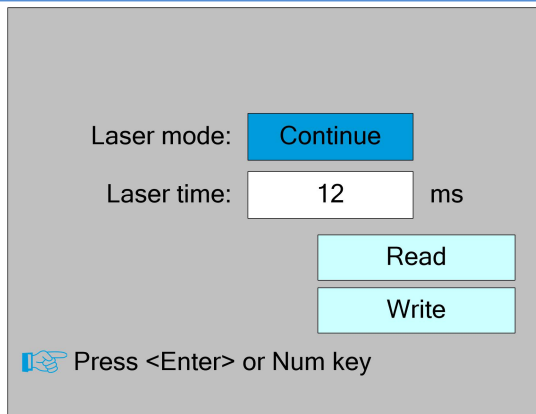 Laser mode: Continue
Laser time: 12 ms
Read
Write
Press <Enter> or Num key